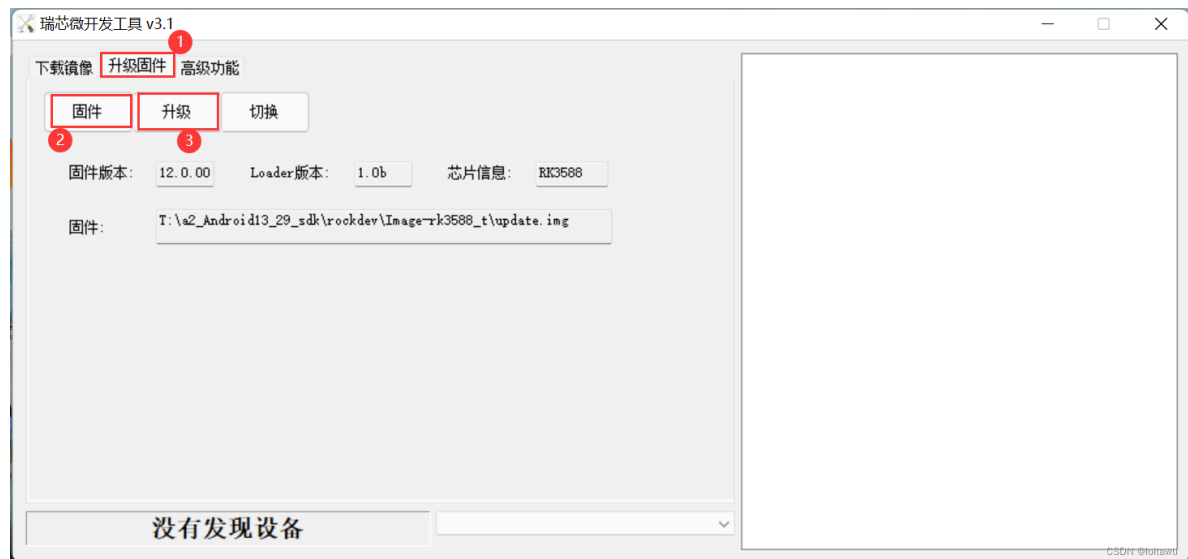 瑞芯微开发工具 v3.1
1
下载镜像 升级固件 高级功能
固件 升级 切换
2 3
固件版本: 12.0.00 Loader版本: 1.0b 芯片信息: RK3588
固件: T:\a2_Android13_29_sdk\rockdev\Image-rk3588_t\update.img
没有发现设备
CSDN @loitawu